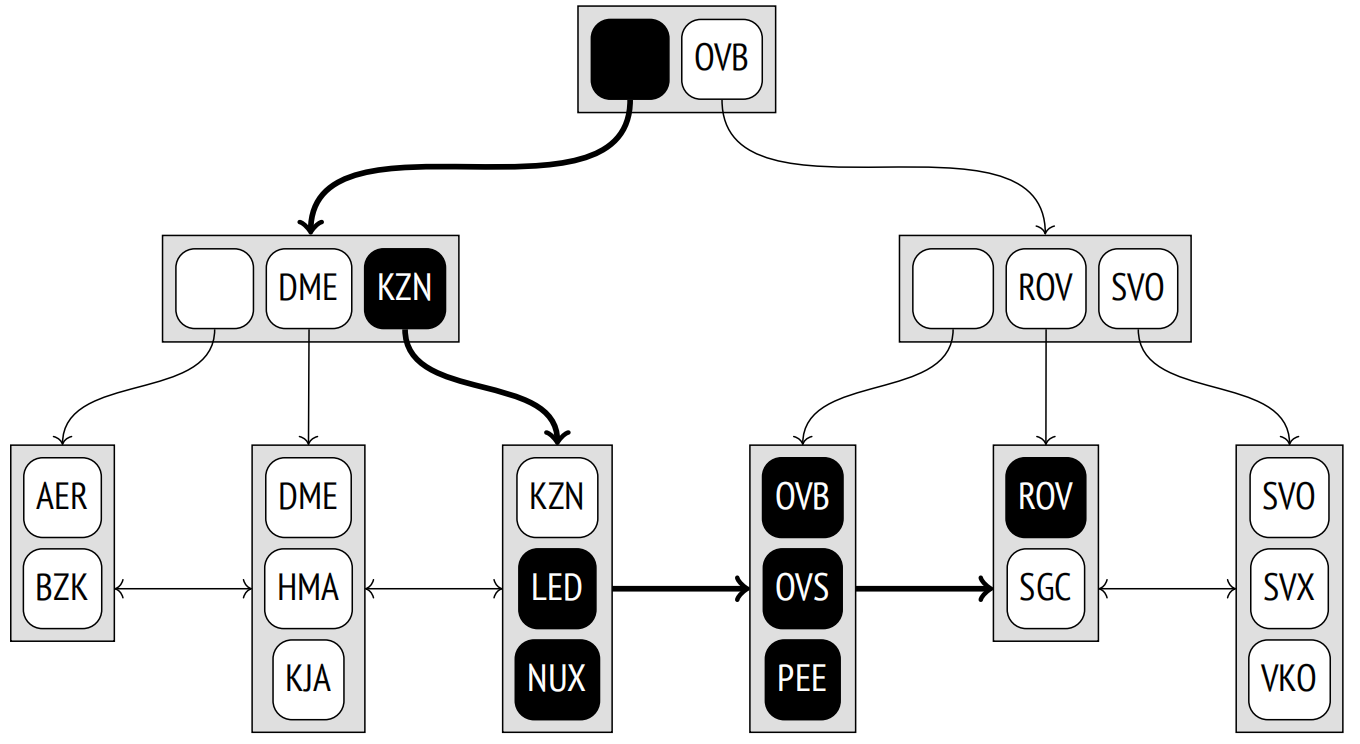 OVB
DME KZN
ROV SVO
AER
BZK
DME
HMA
KJA
KZN
LED
NUX
OVB
OVS
PEE
ROV
SGC
SVO
SVX
VKO